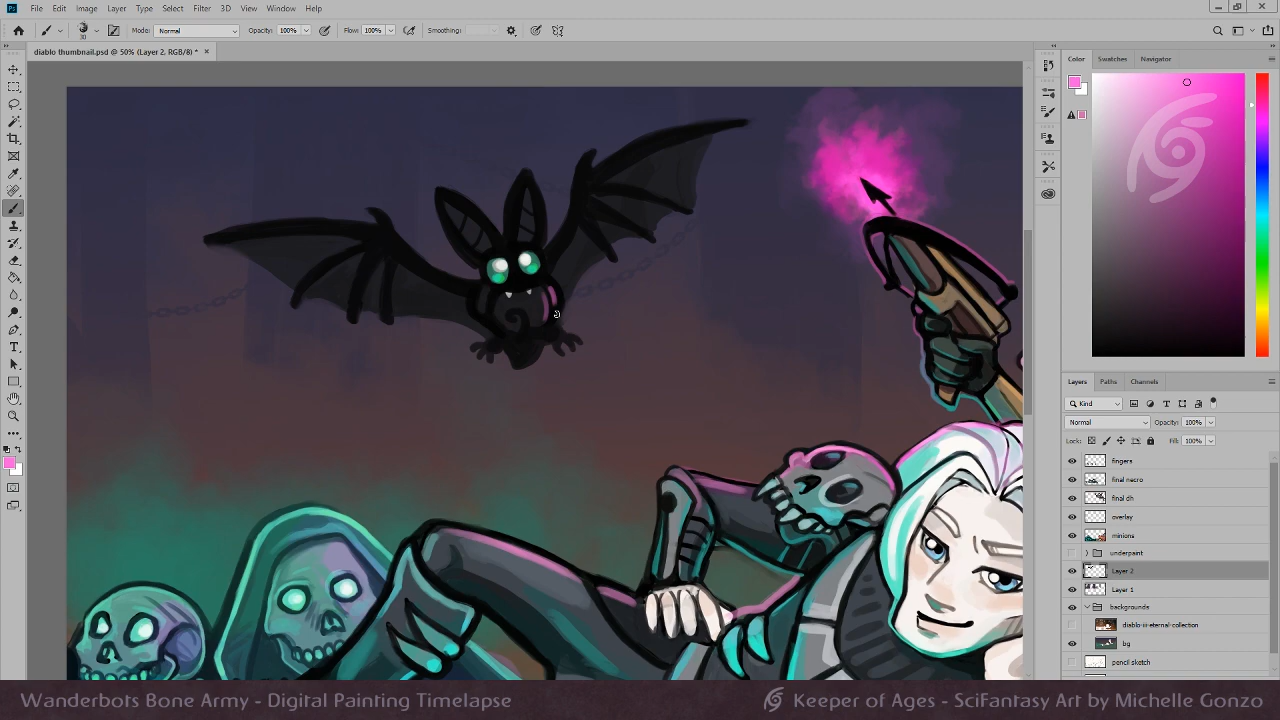 Ps File Edit Image Layer Type Select Filter 3D View Window Help
30 Mode: Normal Opacity: 100% Flow: 100% Smoothing:
diablo thumbnail.psd @ 50% (Layer 2, RGB/8) * ×
Color Swatches Navigator
Layers Paths Channels
Kind
Normal Opacity: 100%
Lock: Fill: 100%
fingers
final necro
final dh
overlay
minions
underpaint
Layer 2
Layer 1
backgrounds
diablo-iii-eternal-collection
bg
pencil sketch
Wanderbots Bone Army - Digital Painting Timelapse Keeper of Ages - SciFantasy Art by Michelle Gonzo